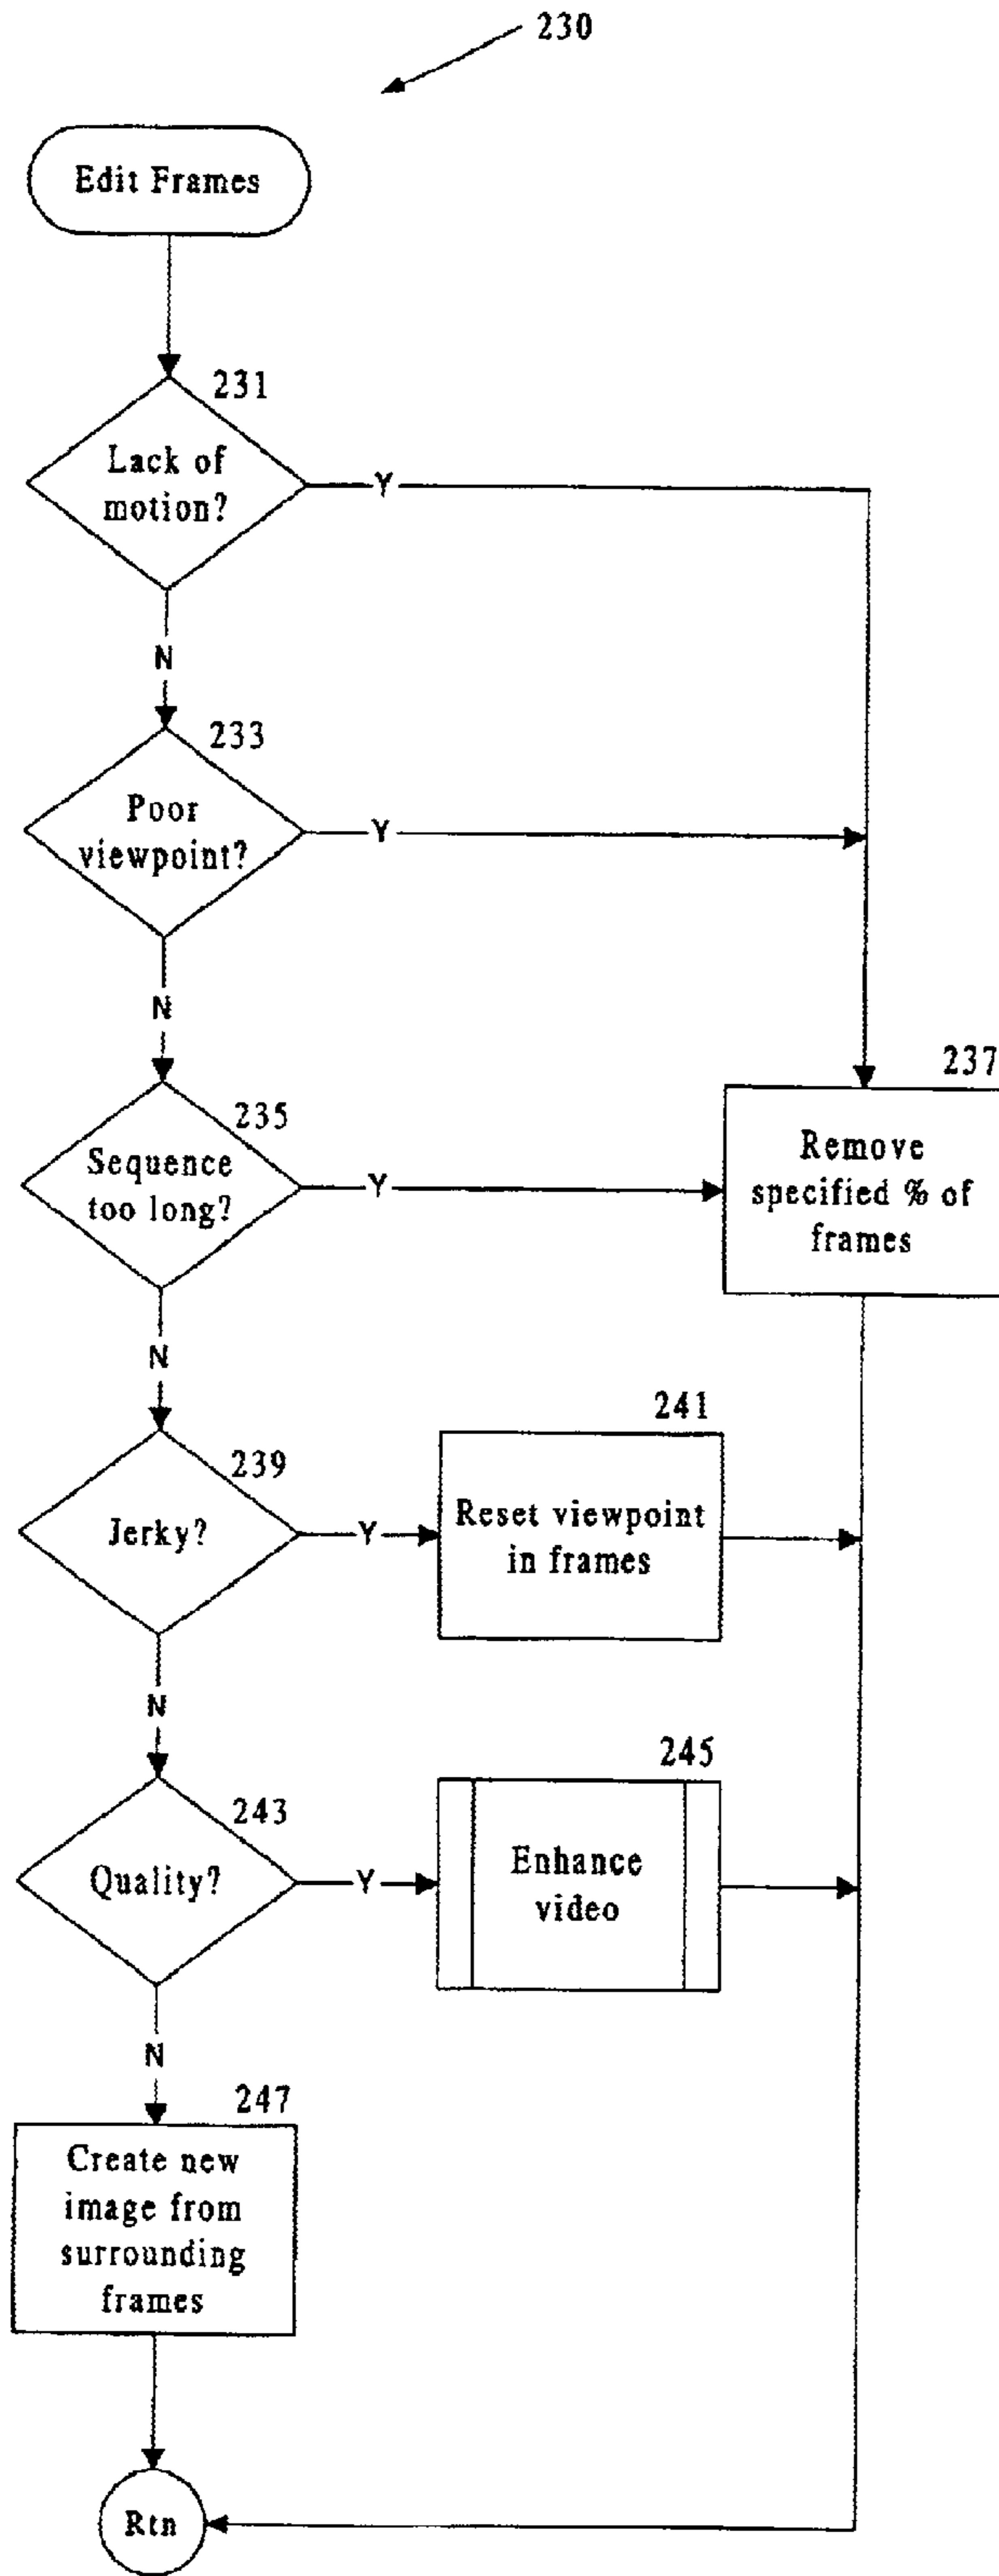 230
Edit Frames
231
Lack of
motion?
Y
N
233
Poor
viewpoint?
Y
N
235
Sequence
too long?
Y
237
Remove
specified % of
frames
N
239
Jerky?
Y
241
Reset viewpoint
in frames
N
243
Quality?
Y
245
Enhance
video
N
247
Create new
image from
surrounding
frames
Rtn